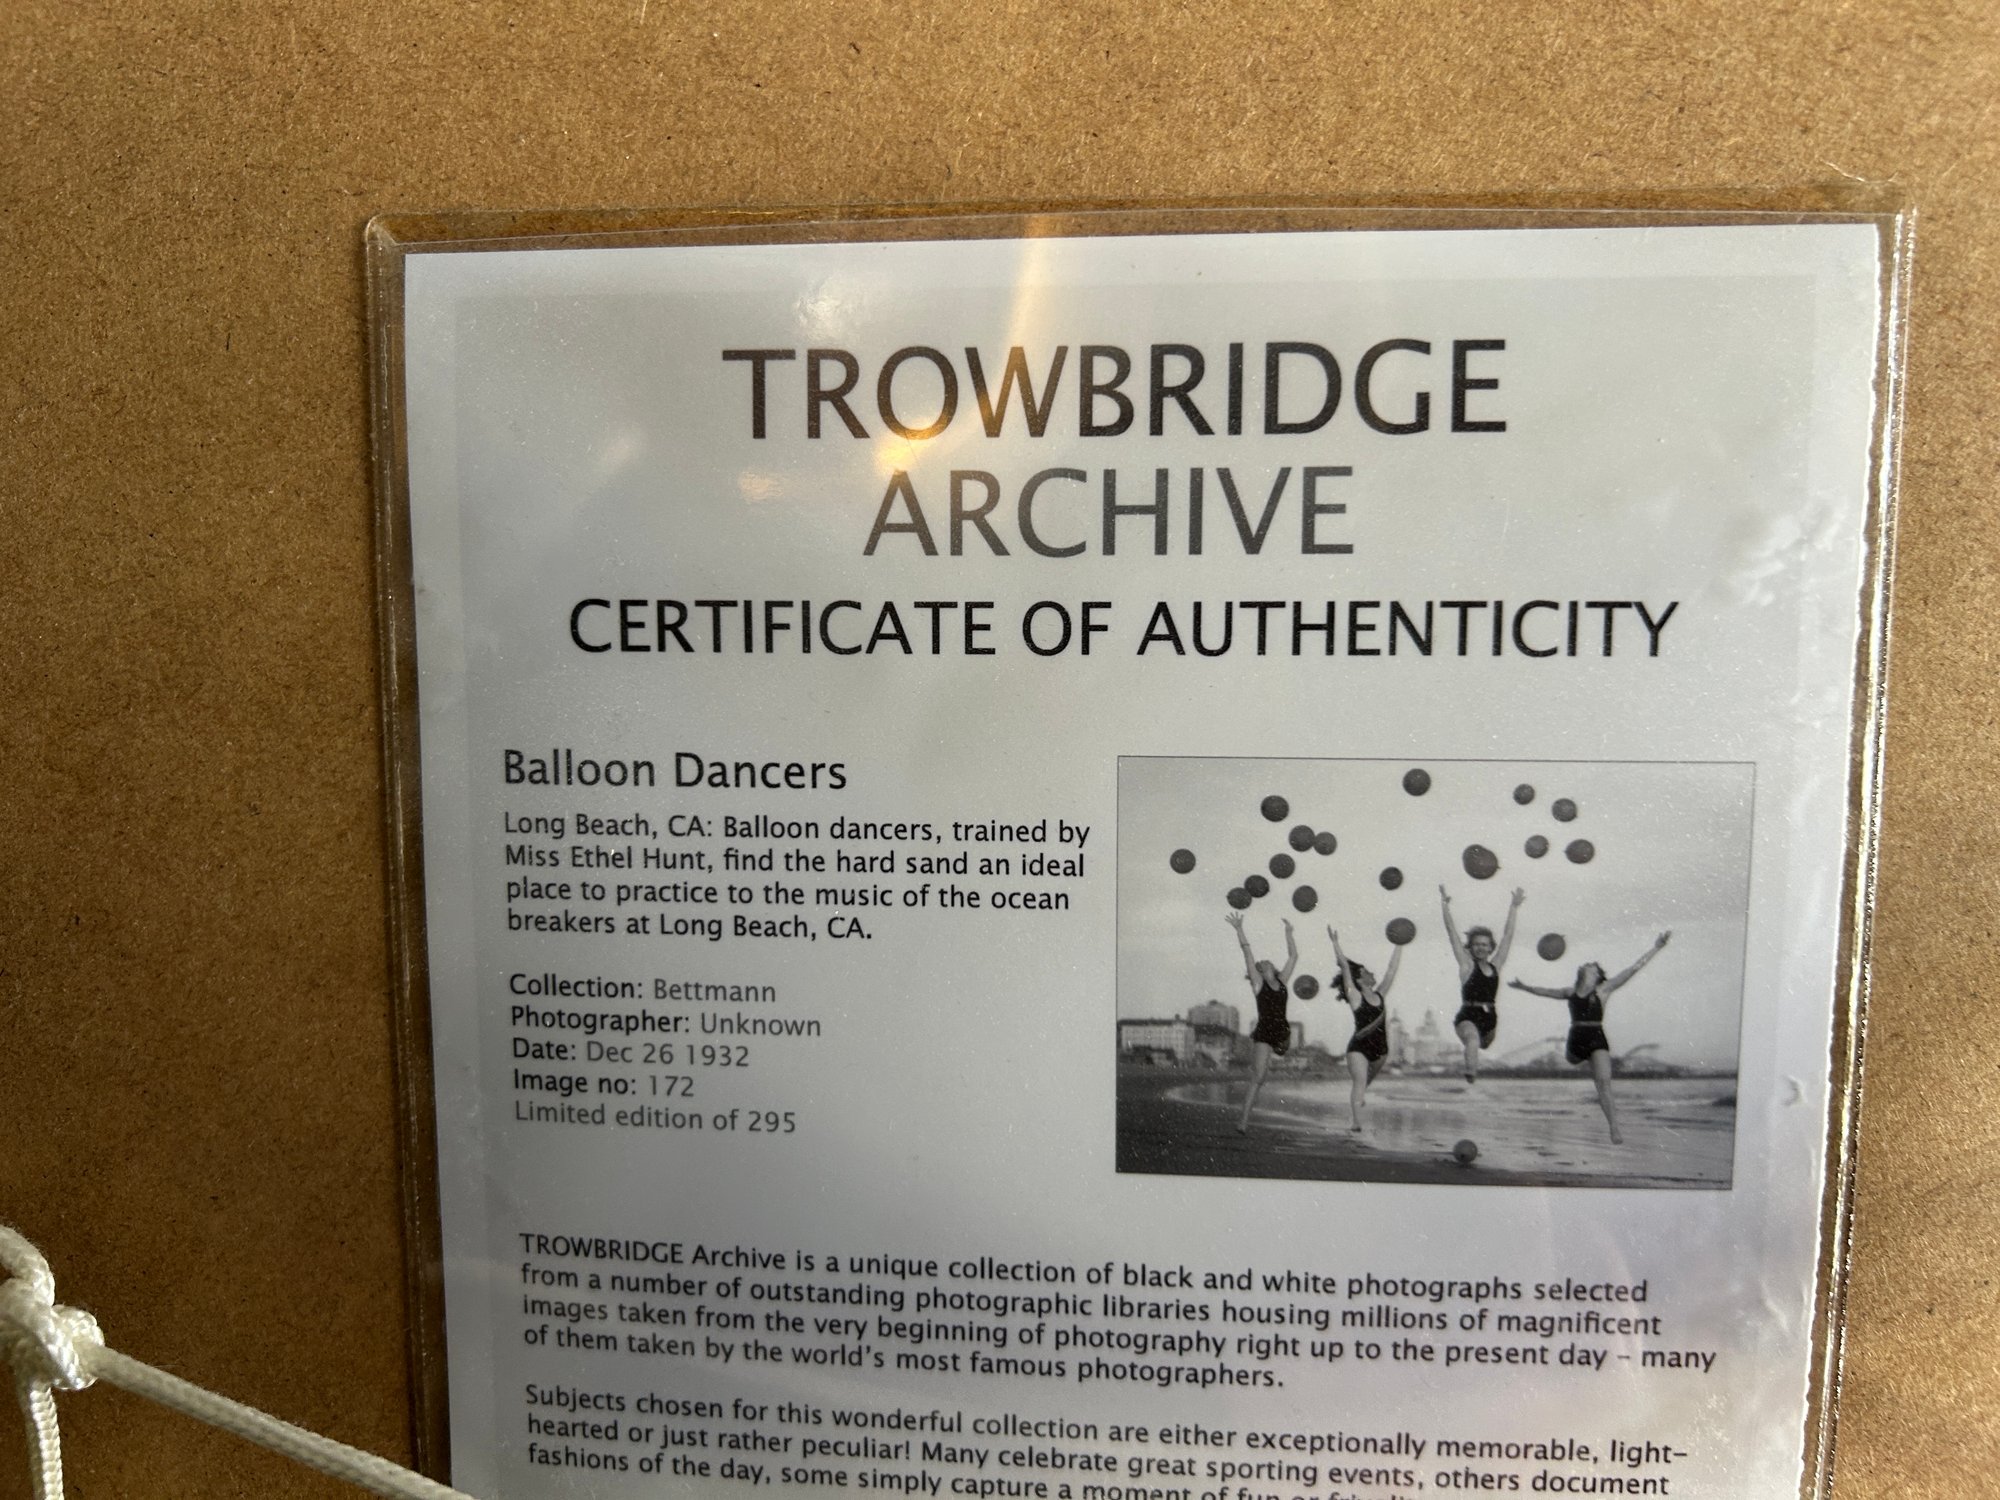 TROWBRIDGE
ARCHIVE
CERTIFICATE OF AUTHENTICITY
Balloon Dancers
Long Beach, CA: Balloon dancers, trained by
Miss Ethel Hunt, find the hard sand an ideal
place to practice to the music of the ocean
breakers at Long Beach, CA.
Collection: Bettmann
Photographer: Unknown
Date: Dec 26 1932
Image no: 172
Limited edition of 295
TROWBRIDGE Archive is a unique collection of black and white photographs selected
from a number of outstanding photographic libraries housing millions of magnificent
images taken from the very beginning of photography right up to the present day – many
of them taken by the world's most famous photographers.
Subjects chosen for this wonderful collection are either exceptionally memorable, light–
hearted or just rather peculiar! Many celebrate great sporting events, others document
fashions of the day, some simply capture a moment of fun or